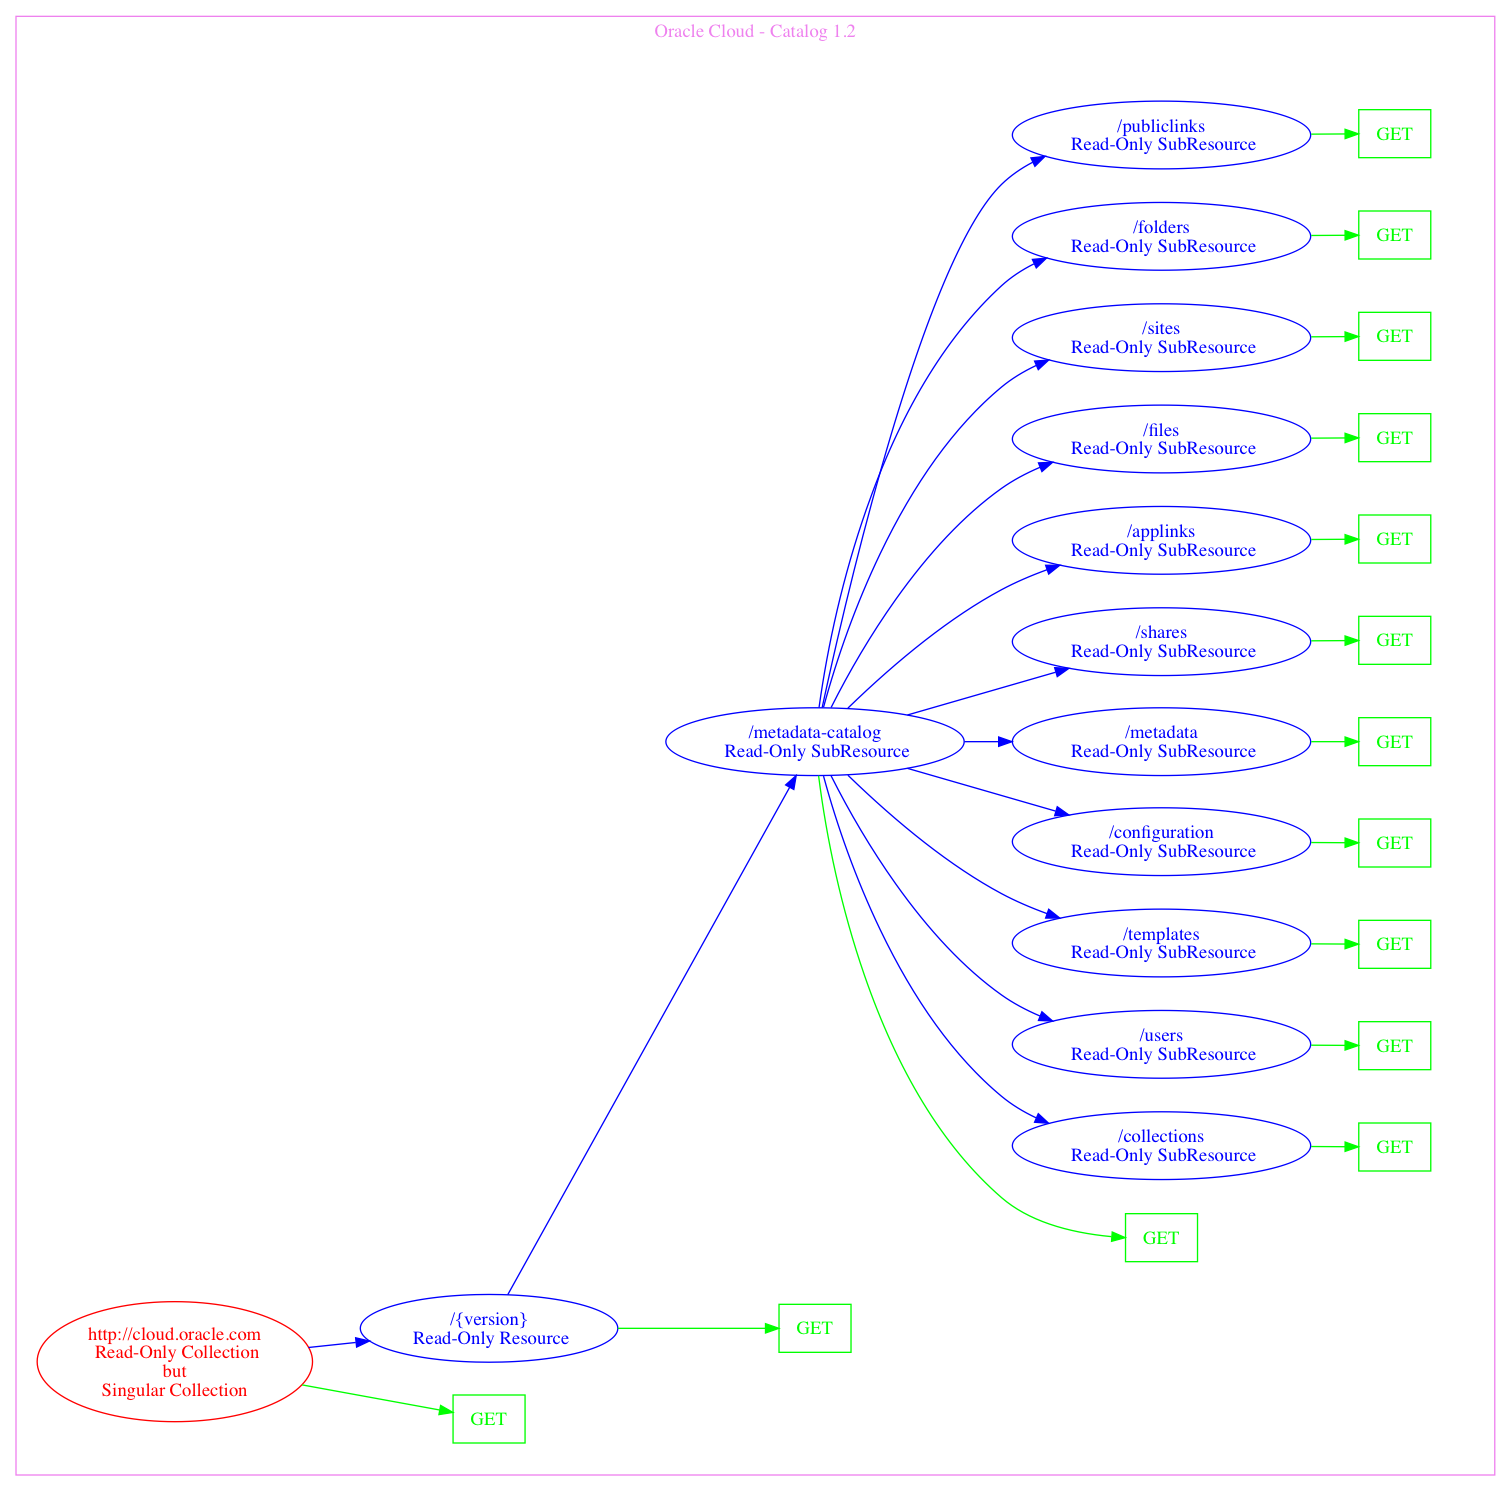 Oracle Cloud - Catalog 1.2
/publiclinks
Read-Only SubResource
GET
/folders
Read-Only SubResource
GET
/sites
Read-Only SubResource
GET
/files
Read-Only SubResource
GET
/applinks
Read-Only SubResource
GET
/shares
Read-Only SubResource
GET
/metadata-catalog
Read-Only SubResource
/metadata
Read-Only SubResource
GET
/configuration
Read-Only SubResource
GET
/templates
Read-Only SubResource
GET
/users
Read-Only SubResource
GET
/collections
Read-Only SubResource
GET
GET
http://cloud.oracle.com
Read-Only Collection
but
Singular Collection
/{version}
Read-Only Resource
GET
GET